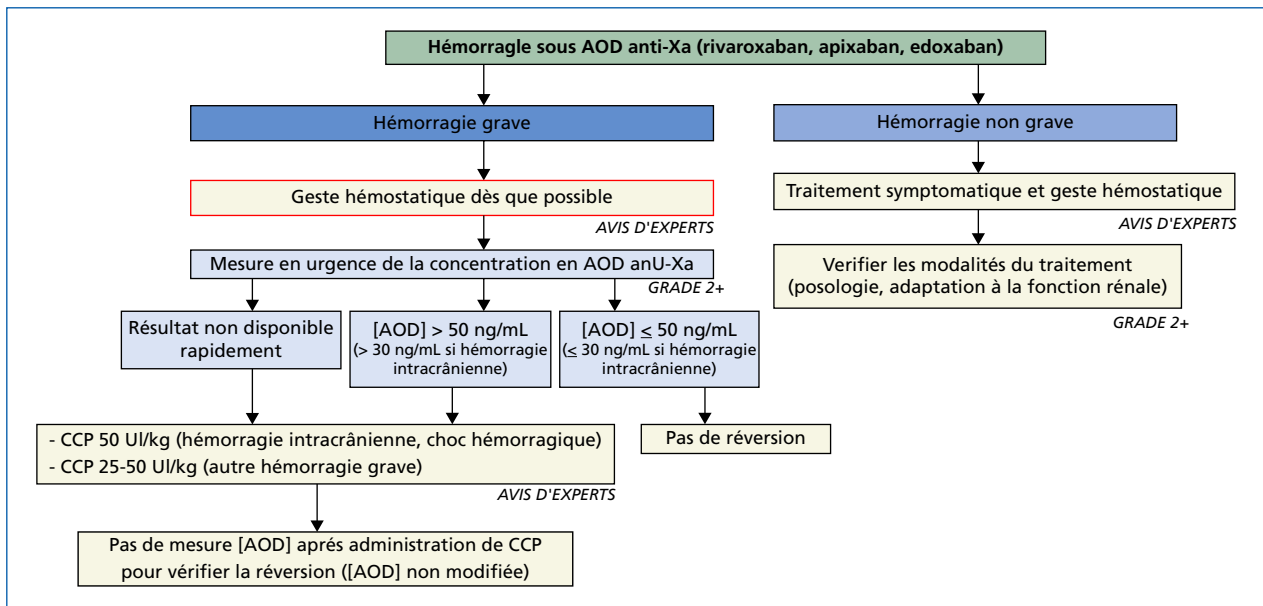 Hémorragle sous AOD anti-Xa (rivaroxaban, apixaban, edoxaban)
Hémorragie grave
Geste hémostatique dès que possible
AVIS D'EXPERTS
Mesure en urgence de la concentration en AOD anU-Xa
GRADE 2+
Résultat non disponible
rapidement
[AOD] > 50 ng/mL
(> 30 ng/mL si hémorragie
intracrânienne)
[AOD] ≤ 50 ng/mL
(≤ 30 ng/mL si hémorragie
intracrânienne)
- CCP 50 Ul/kg (hémorragie intracrânienne, choc hémorragique)
- CCP 25-50 Ul/kg (autre hémorragie grave)
AVIS D'EXPERTS
Pas de réversion
Pas de mesure [AOD] aprés administration de CCP
pour vérifier la réversion ([AOD] non modifiée)
Hémorragie non grave
Traitement symptomatique et geste hémostatique
AVIS D'EXPERTS
Verifier les modalités du traitement
(posologie, adaptation à la fonction rénale)
GRADE 2+